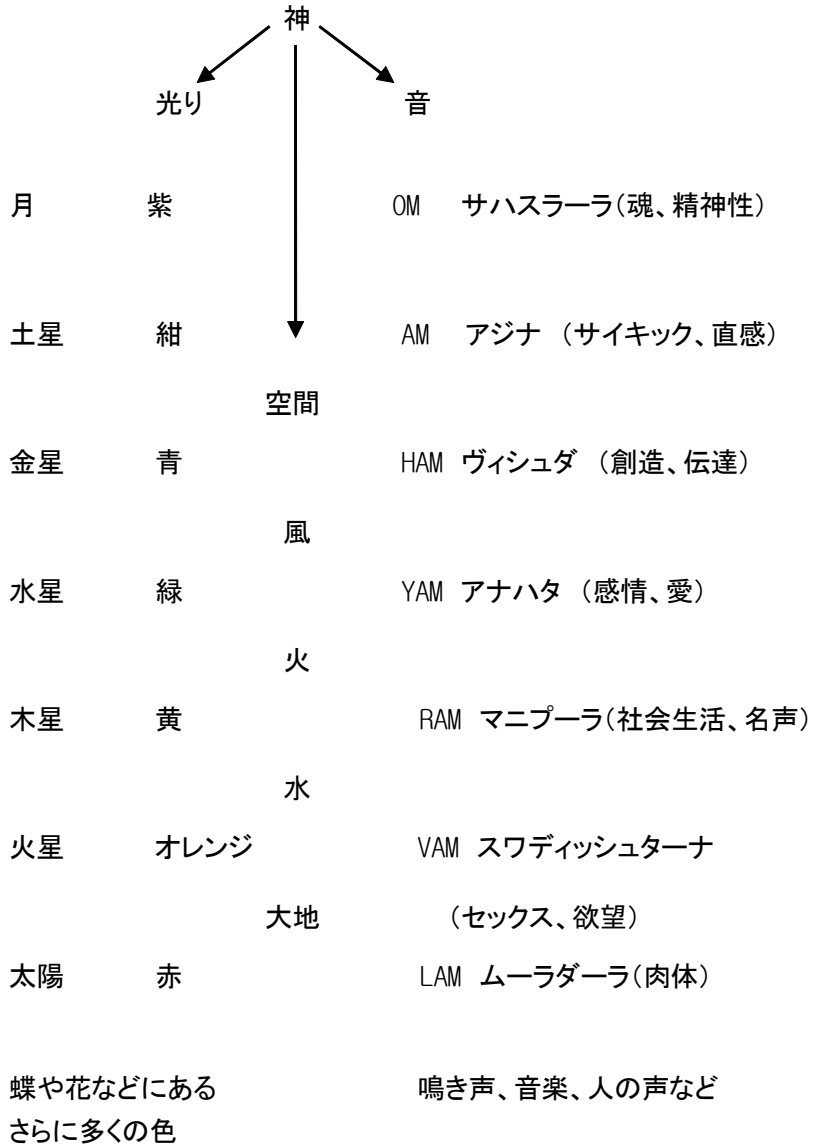 神
光り 音
月 紫 OM サハスラーラ(魂、精神性)
土星 紺 AM アジナ (サイキック、直感)
空間
金星 青 HAM ヴィシュダ (創造、伝達)
風
水星 緑 YAM アナハタ (感情、愛)
火
木星 黄 RAM マニプーラ(社会生活、名声)
水
火星 オレンジ VAM スワディッシュターナ
大地 (セックス、欲望)
太陽 赤 LAM ムーラダーラ(肉体)
蝶や花などにある 鳴き声、音楽、人の声など
さらに多くの色